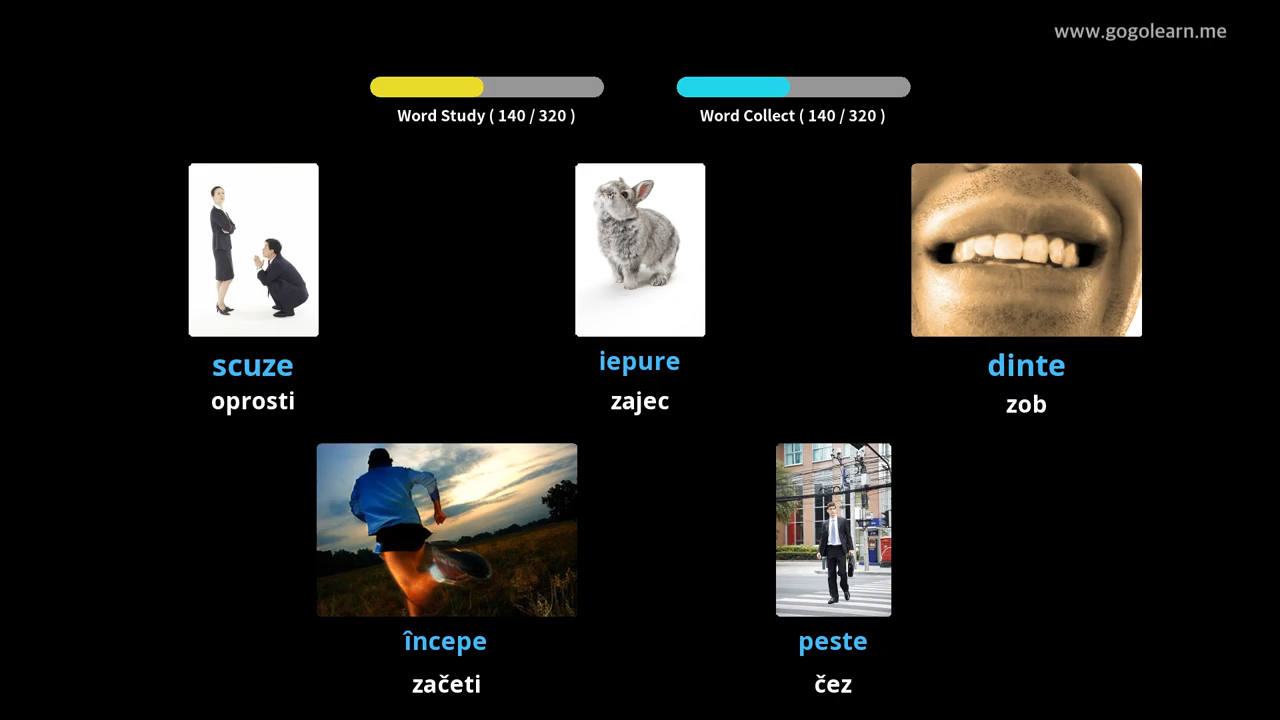 www.gogolearn.me
Word Study ( 140 / 320 )
Word Collect ( 140 / 320 )
scuze
oprosti
iepure
zajec
dinte
zob
începe
začeti
peste
čez